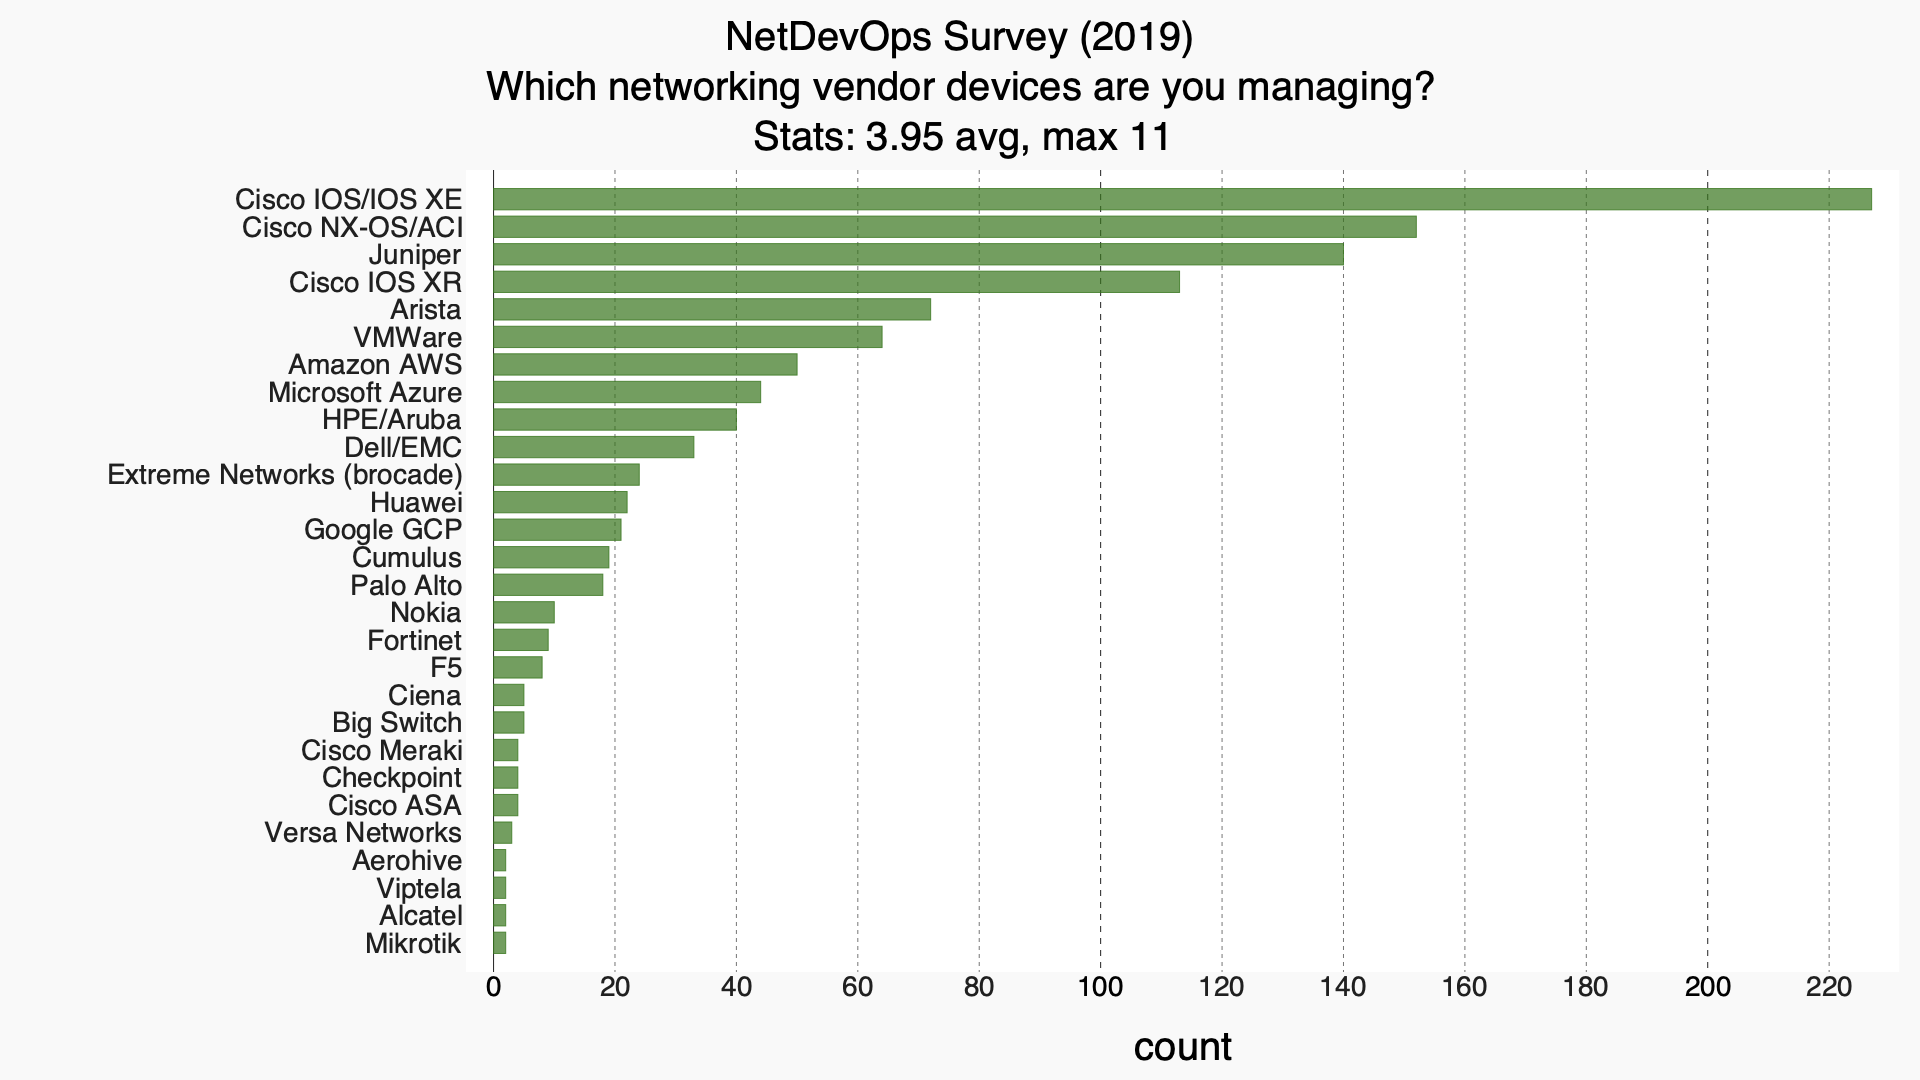 NetDevOps Survey (2019)
Which networking vendor devices are you managing?
Stats: 3.95 avg, max 11
Cisco IOS/IOS XE
Cisco NX-OS/ACI
Juniper
Cisco IOS XR
Arista
VMWare
Amazon AWS
Microsoft Azure
HPE/Aruba
Dell/EMC
Extreme Networks (brocade)
Huawei
Google GCP
Cumulus
Palo Alto
Nokia
Fortinet
F5
Ciena
Big Switch
Cisco Meraki
Checkpoint
Cisco ASA
Versa Networks
Aerohive
Viptela
Alcatel
Mikrotik
0 20 40 60 80 100 120 140 160 180 200 220
count